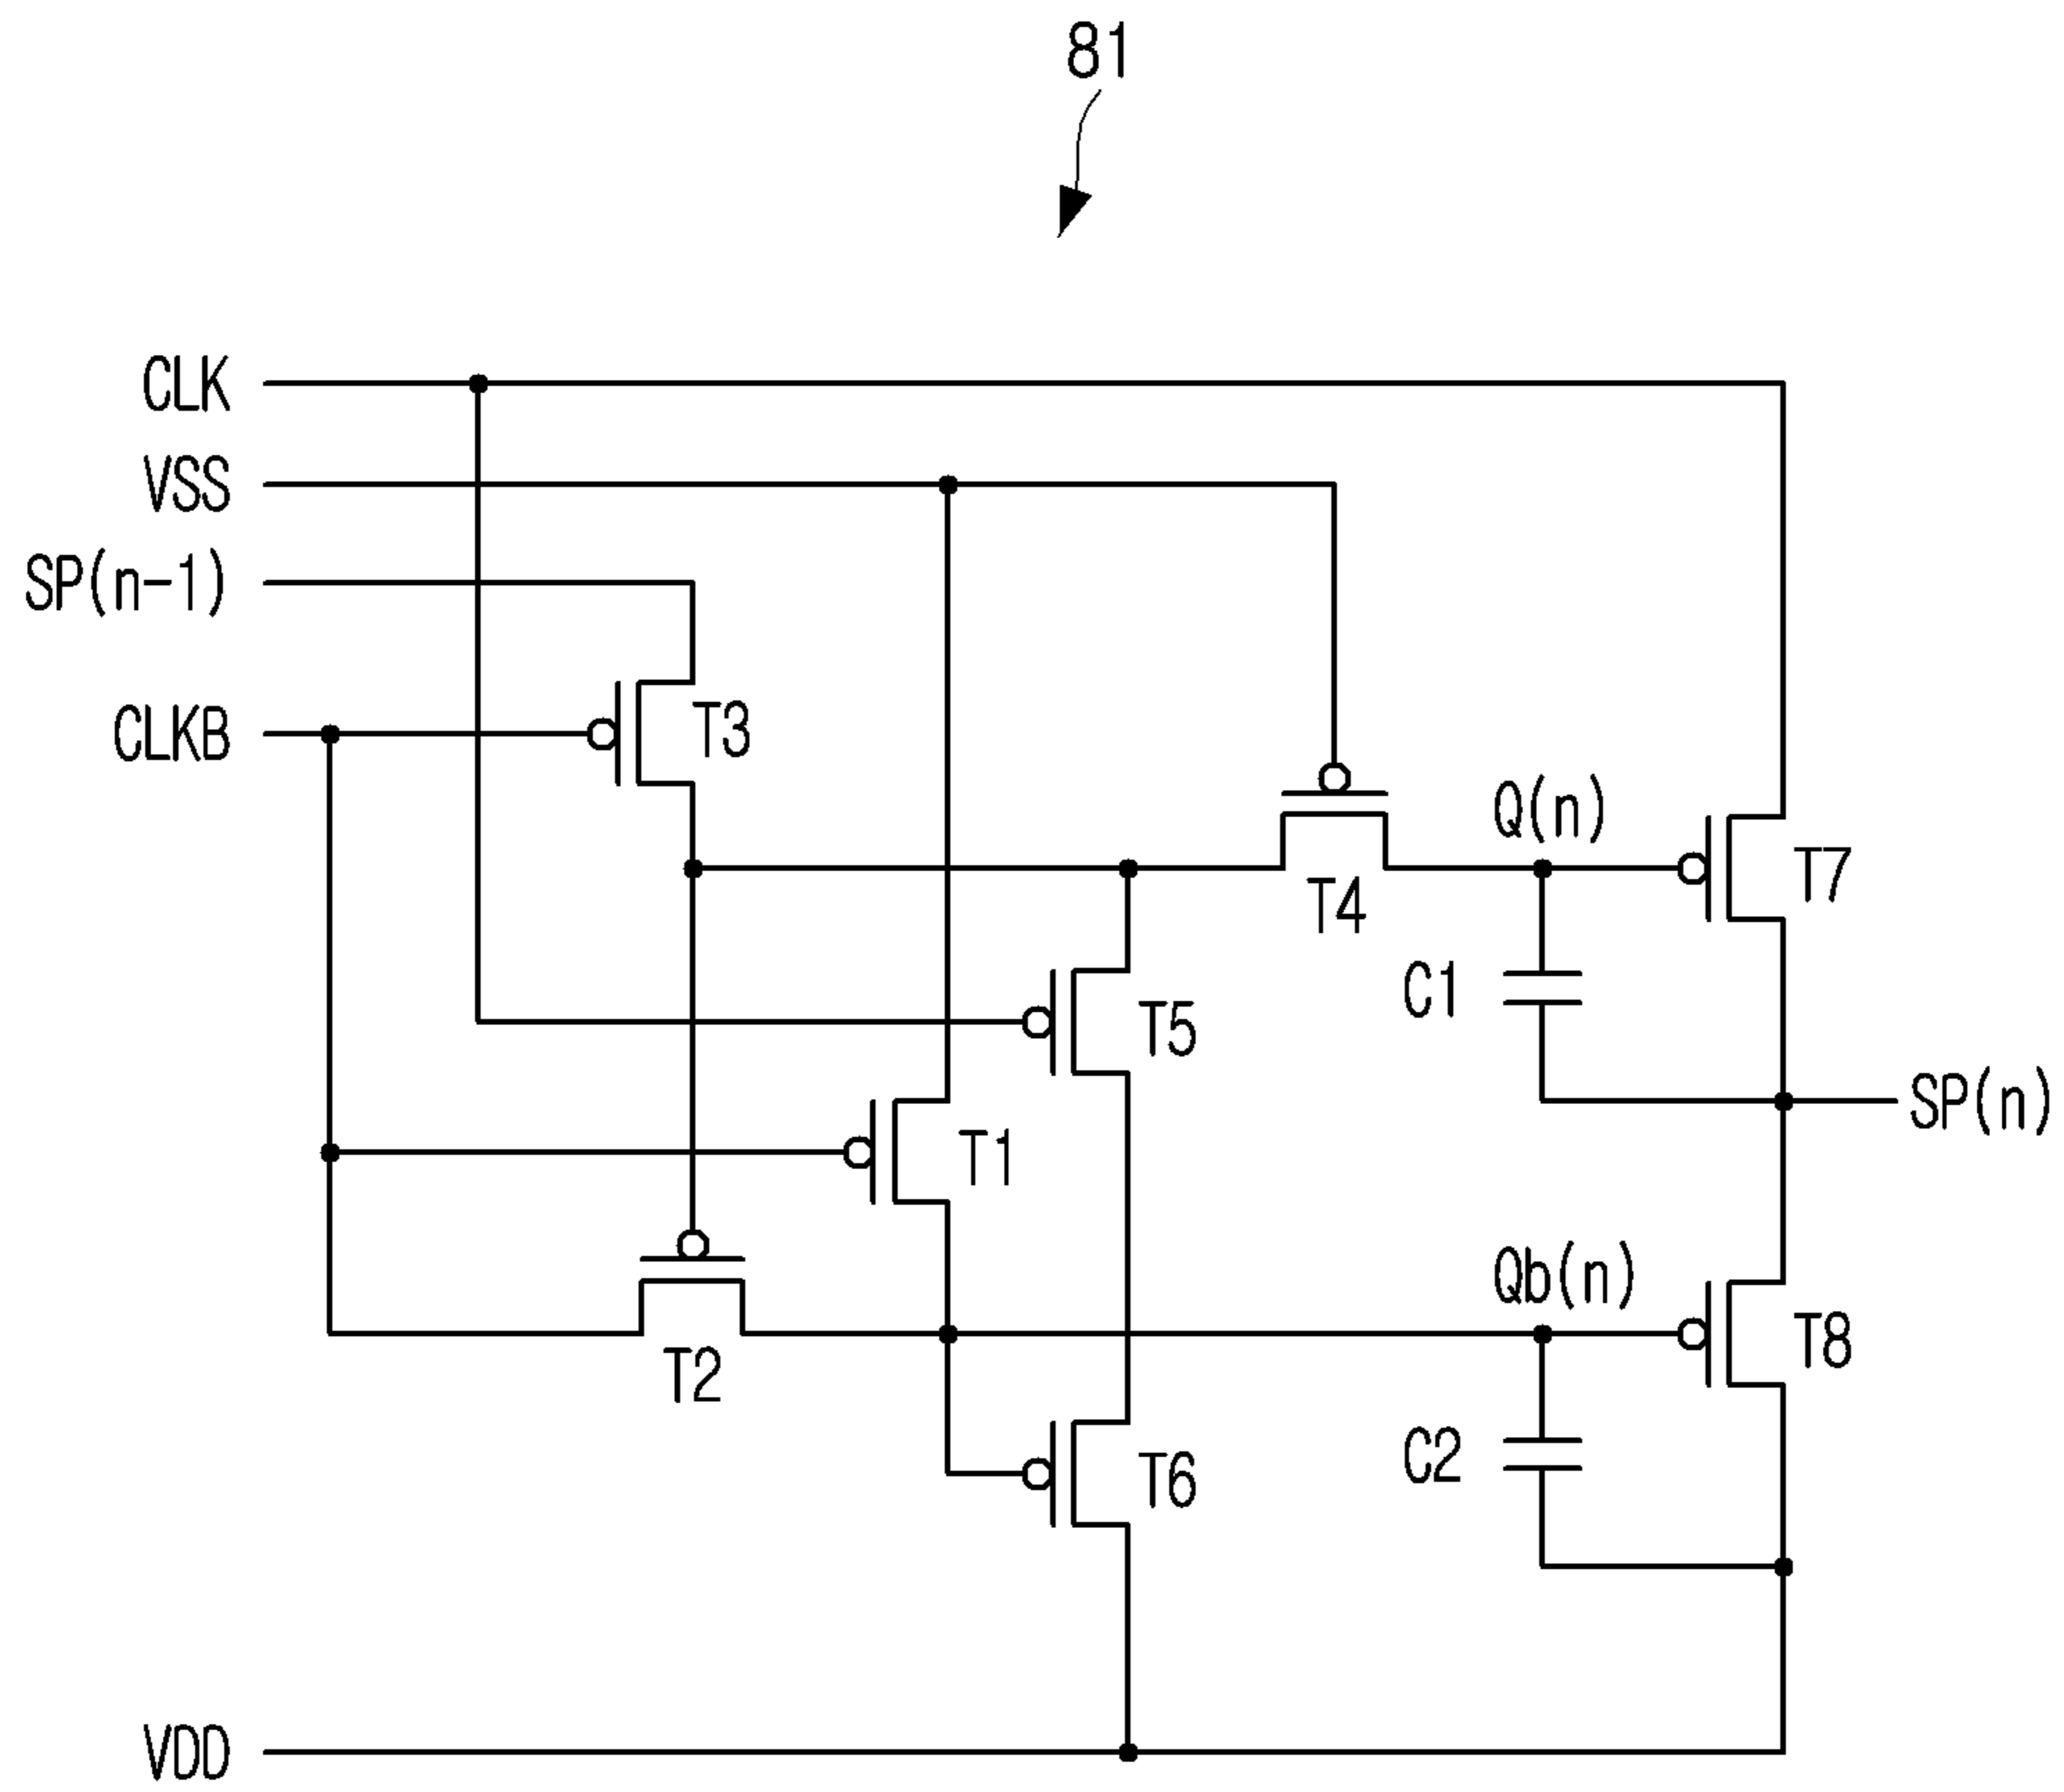 81
CLK
VSS
SP(n-1)
CLKB
T3
Q(n)
T7
T4
C1
T5
SP(n)
T1
Qb(n)
T8
T2
C2
T6
VDD